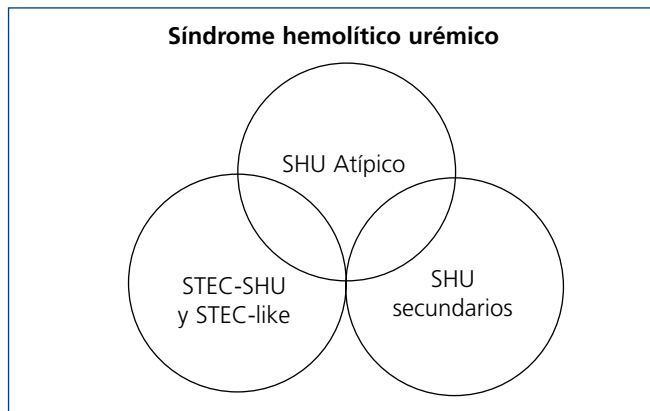 Síndrome hemolítico urémico
SHU Atípico
STEC-SHU
y STEC-like
SHU
secundarios